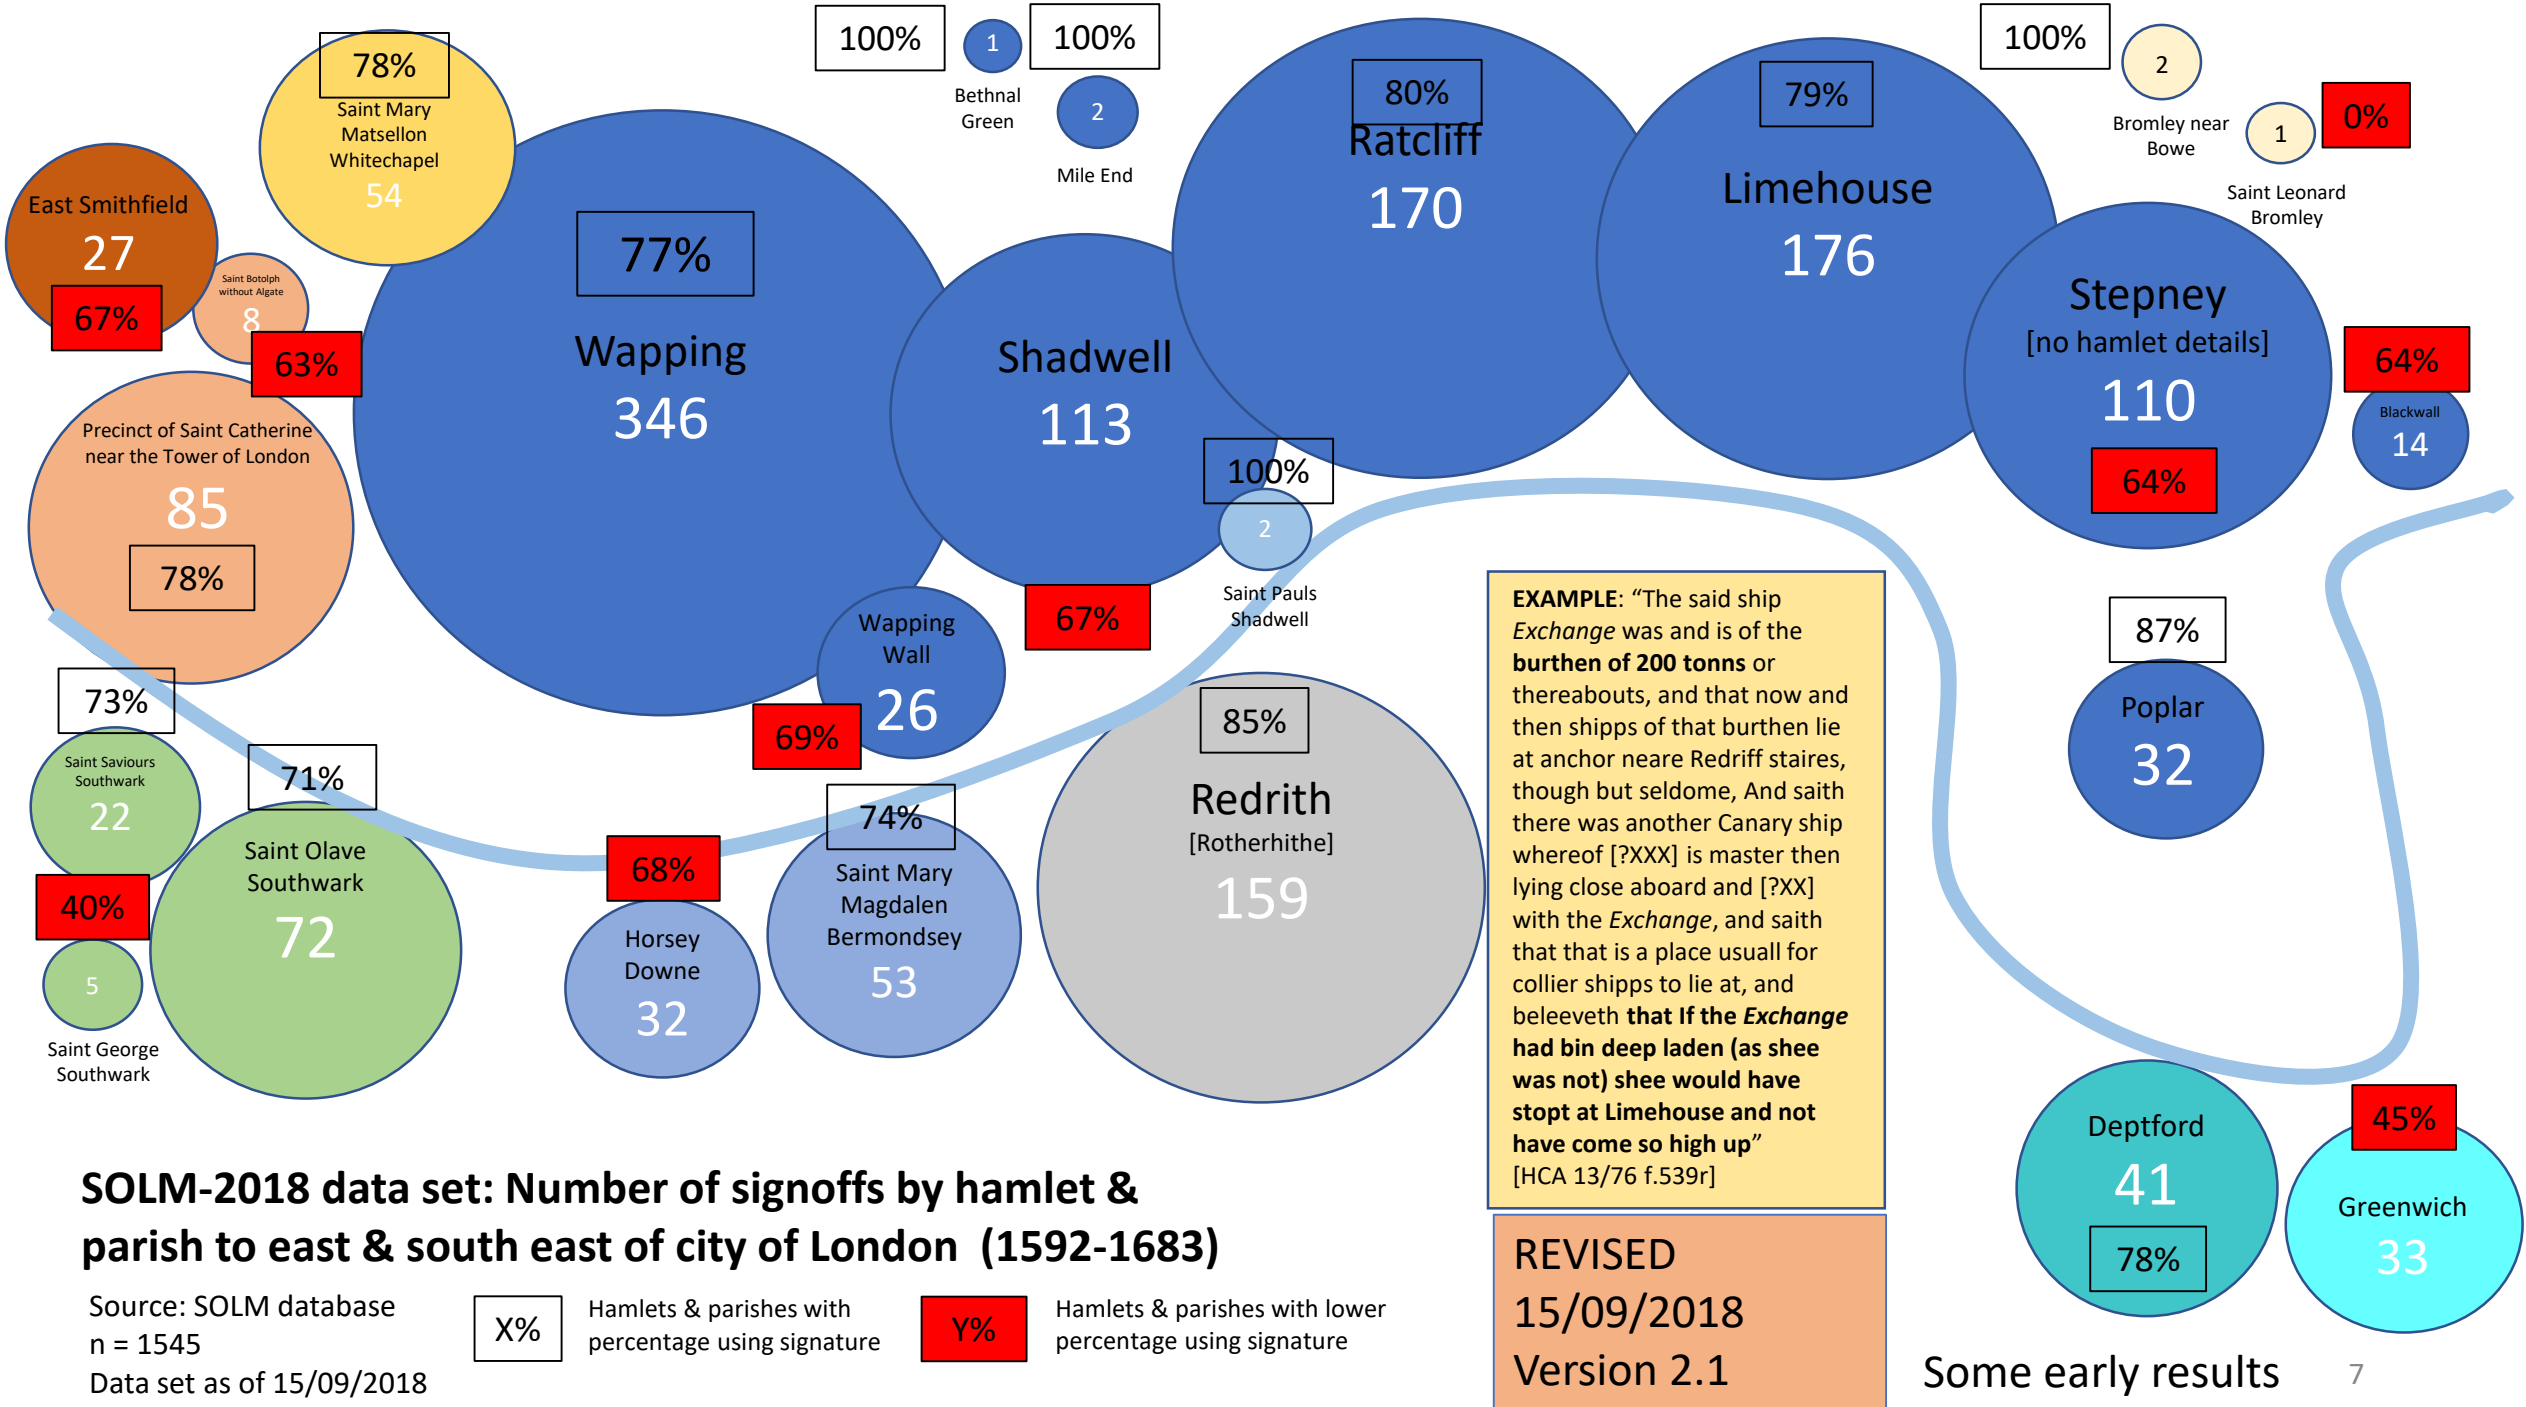 78%
Saint Mary
Matsellon
Whitechapel
54
East Smithfield
27
67%
Saint Botolph
without Algate
8
63%
Precinct of Saint Catherine
near the Tower of London
85
78%
77%
Wapping
346
100%
1
Bethnal
Green
100%
2
Mile End
Shadwell
113
67%
80%
Ratcliff
170
79%
Limehouse
176
100%
2
Bromley near
Bowe
1
0%
Saint Leonard
Bromley
Stepney
[no hamlet details]
110
64%
64%
Blackwall
14
100%
2
Saint Pauls
Shadwell
Wapping
Wall
26
69%
73%
Saint Saviours
Southwark
22
71%
Saint Olave
Southwark
72
40%
5
Saint George
Southwark
68%
Horsey
Downe
32
74%
Saint Mary
Magdalen
Bermondsey
53
85%
Redrith
[Rotherhithe]
159
EXAMPLE: “The said ship
Exchange was and is of the
burthen of 200 tonns or
thereabouts, and that now and
then shipps of that burthen lie
at anchor neare Redriff staires,
though but seldome, And saith
there was another Canary ship
whereof [?XXX] is master then
lying close aboard and [?XX]
with the Exchange, and saith
that that is a place usuall for
collier shipps to lie at, and
beleeveth that If the Exchange
had bin deep laden (as shee
was not) shee would have
stopt at Limehouse and not
have come so high up”
[HCA 13/76 f.539r]
87%
Poplar
32
Deptford
41
78%
45%
Greenwich
33
SOLM-2018 data set: Number of signoffs by hamlet &
parish to east & south east of city of London (1592-1683)
Source: SOLM database
n = 1545
Data set as of 15/09/2018
X%
Hamlets & parishes with
percentage using signature
Y%
Hamlets & parishes with lower
percentage using signature
REVISED
15/09/2018
Version 2.1
Some early results
7